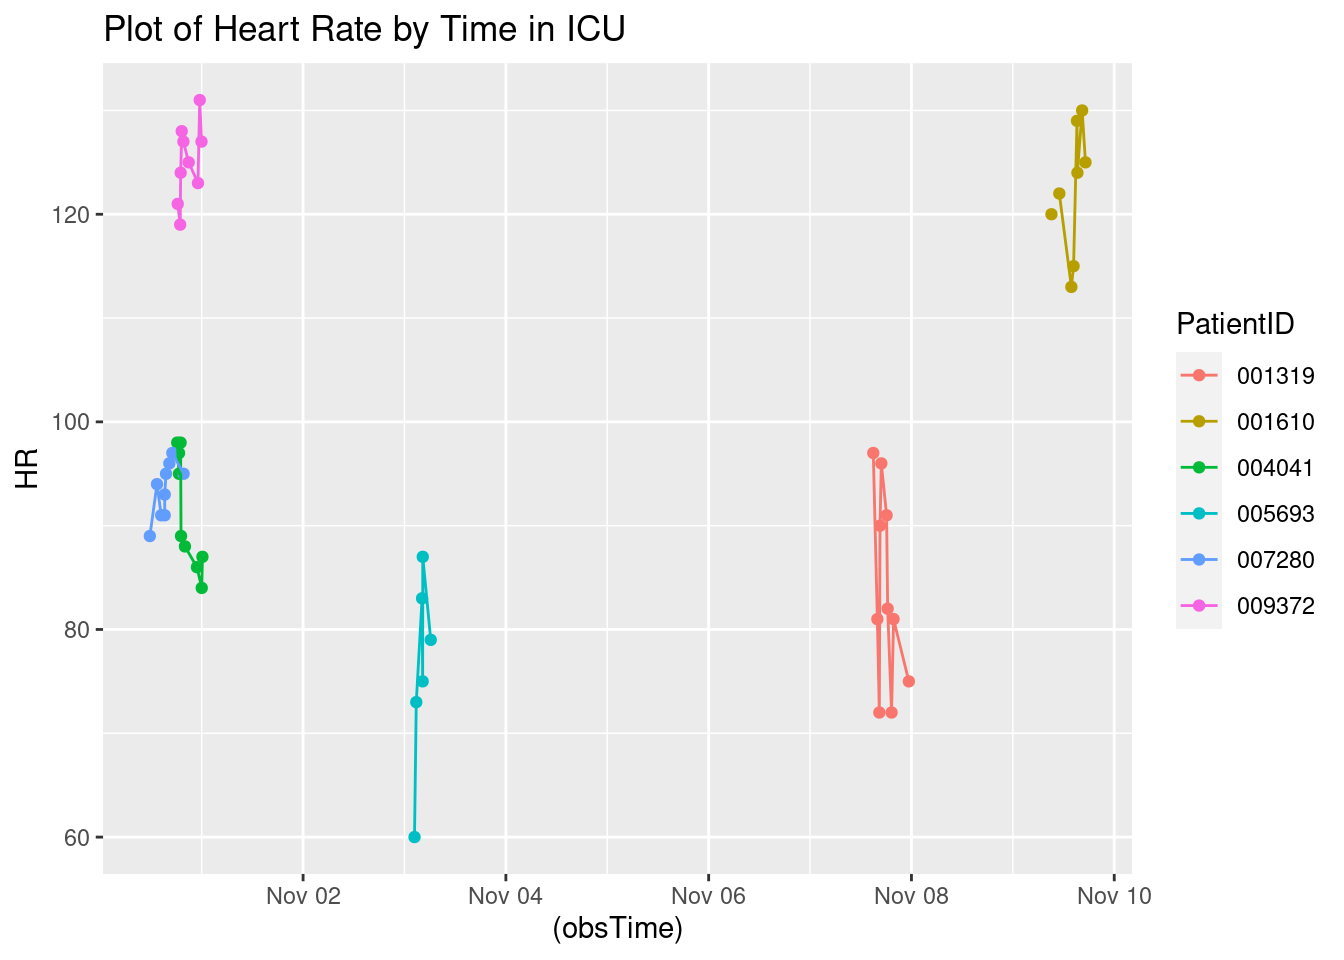 Plot of Heart Rate by Time in ICU
HR
120
100
80
60
Nov 02 Nov 04 Nov 06 Nov 08 Nov 10
(obsTime)
PatientID
001319
001610
004041
005693
007280
009372